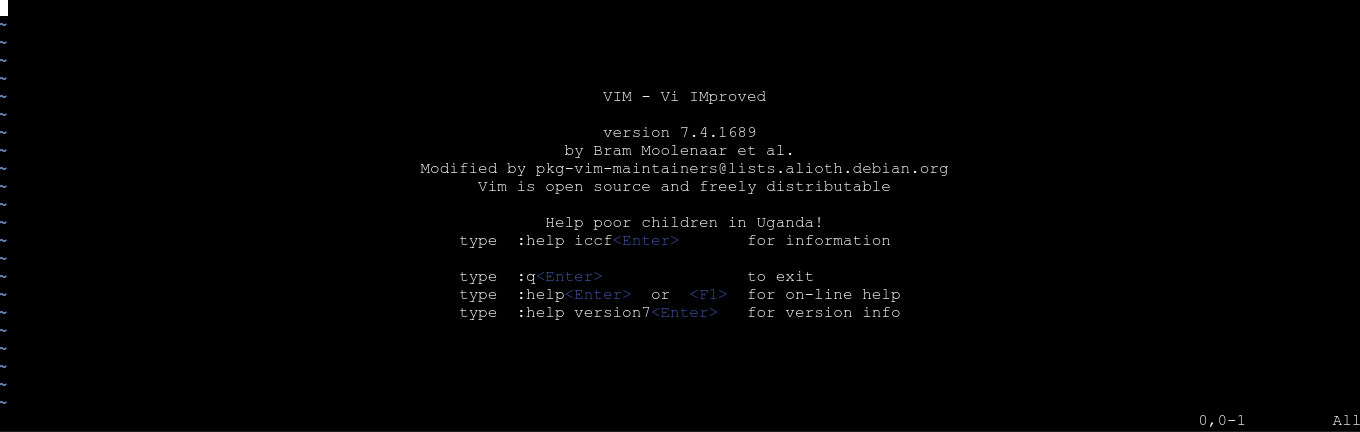 ~
~
~
~
~ VIM - Vi IMproved
~
~ version 7.4.1689
~ by Bram Moolenaar et al.
~ Modified by pkg-vim-maintainers@lists.alioth.debian.org
~ Vim is open source and freely distributable
~
~ Help poor children in Uganda!
~ type :help iccf<Enter> for information
~
~ type :q<Enter> to exit
~ type :help<Enter> or <F1> for on-line help
~ type :help version7<Enter> for version info
~
~
~
~
~
0,0-1 All